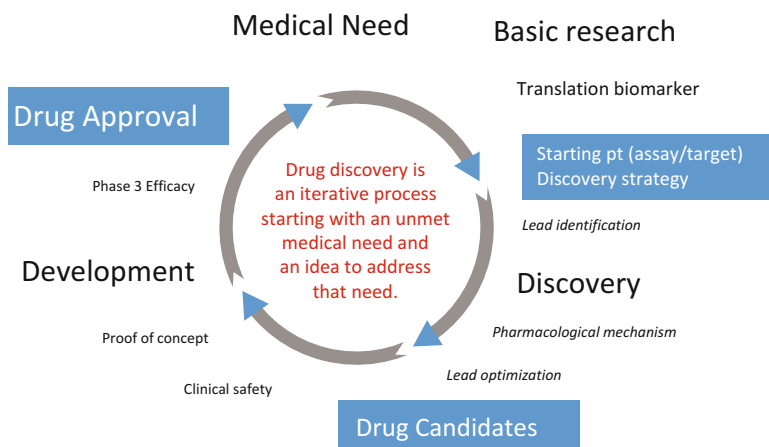 Medical Need
Basic research
Translation biomarker
Drug Approval
Starting pt (assay/target)
Discovery strategy
Drug discovery is
an iterative process
starting with an unmet
medical need and
an idea to address
that need.
Phase 3 Efficacy
Lead identification
Development
Discovery
Proof of concept
Pharmacological mechanism
Clinical safety
Lead optimization
Drug Candidates